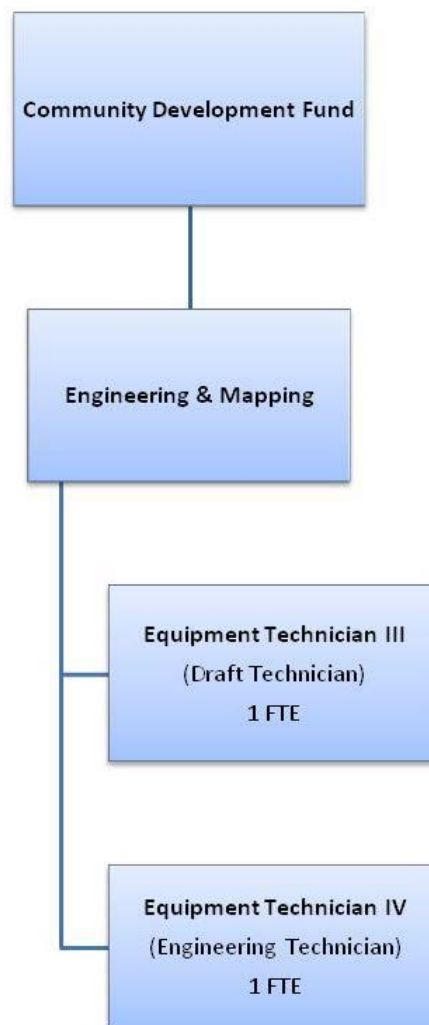 Community Development Fund
Engineering & Mapping
Equipment Technician III
(Draft Technician)
1 FTE
Equipment Technician IV
(Engineering Technician)
1 FTE